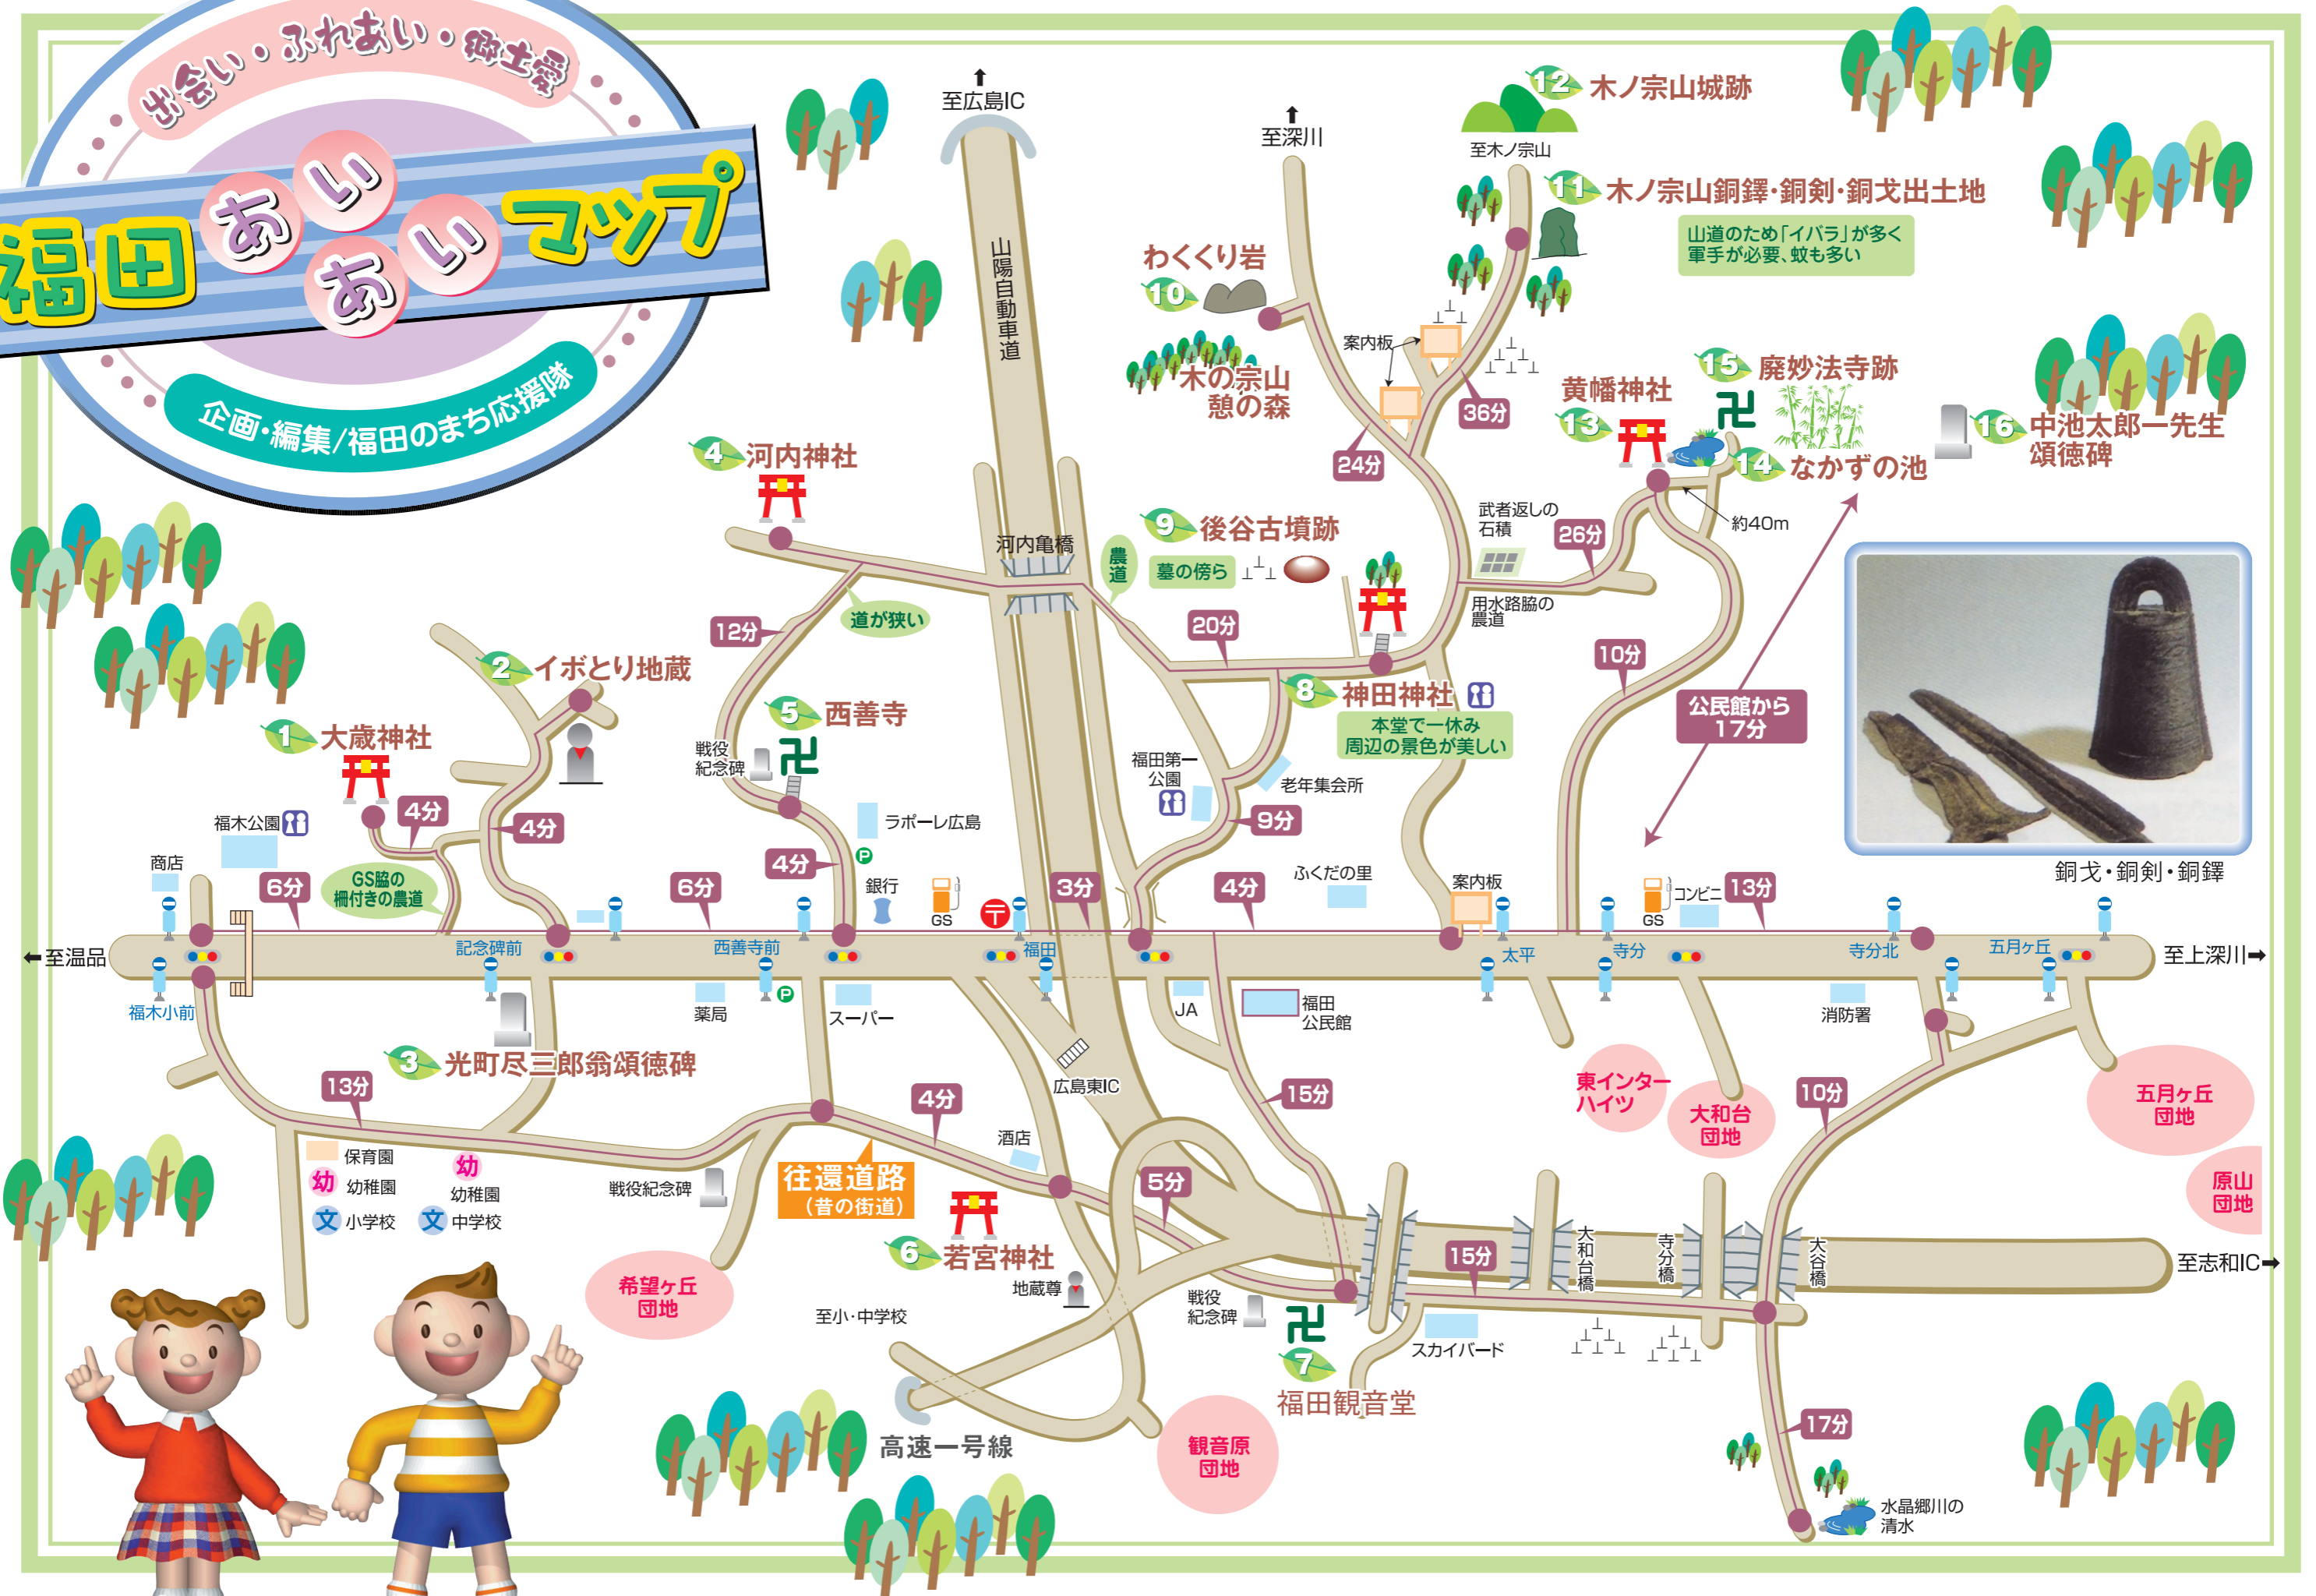 出会い・ふれあい・郷土愛
福田あいあいマップ
企画・編集/福田のまち応援隊
至広島IC
山陽自動車道
至深川
12 木ノ宗山城跡
至木ノ宗山
11 木ノ宗山銅鐸・銅剣・銅戈出土地
山道のため「イバラ」が多く
軍手が必要、蚊も多い
わくぐり岩
10
木の宗山
憩の森
案内板
36分
24分
黄幡神社
13
15 廃妙法寺跡
14 なかずの池
16 中池太郎一先生
頌徳碑
約40m
4 河内神社
河内亀橋
農道
9 後谷古墳跡
墓の傍ら
武者返しの
石積
26分
用水路脇の
農道
道が狭い
12分
20分
10分
8 神田神社
本堂で一休み
周辺の景色が美しい
公民館から
17分
2 イボとり地蔵
1 大歳神社
5 西善寺
戦役
紀念碑
福田第一
公園
老年集会所
9分
福木公園
4分
4分
4分
ラポーレ広島
P
商店
6分
GS脇の
柵付きの農道
6分
銀行
GS
〒
3分
4分
ふくだの里
案内板
GS
コンビニ
13分
銅戈・銅剣・銅鐸
至温品
記念碑前
西善寺前
福田
太平
寺分
寺分北
五月ヶ丘
至上深川
福木小前
薬局
P
スーパー
JA
福田
公民館
消防署
3 光町尽三郎翁頌徳碑
広島東IC
13分
4分
15分
東インター
ハイツ
大和台
団地
10分
五月ヶ丘
団地
原山
団地
保育園
幼 幼稚園
文 小学校
幼
幼稚園
文 中学校
戦役紀念碑
往還道路
（昔の街道）
酒店
5分
6 若宮神社
地蔵尊
希望ヶ丘
団地
至小・中学校
戦役
紀念碑
7
福田観音堂
15分
大和台橋
寺分橋
大谷橋
至志和IC
スカイバード
高速一号線
観音原
団地
17分
水晶郷川の
清水